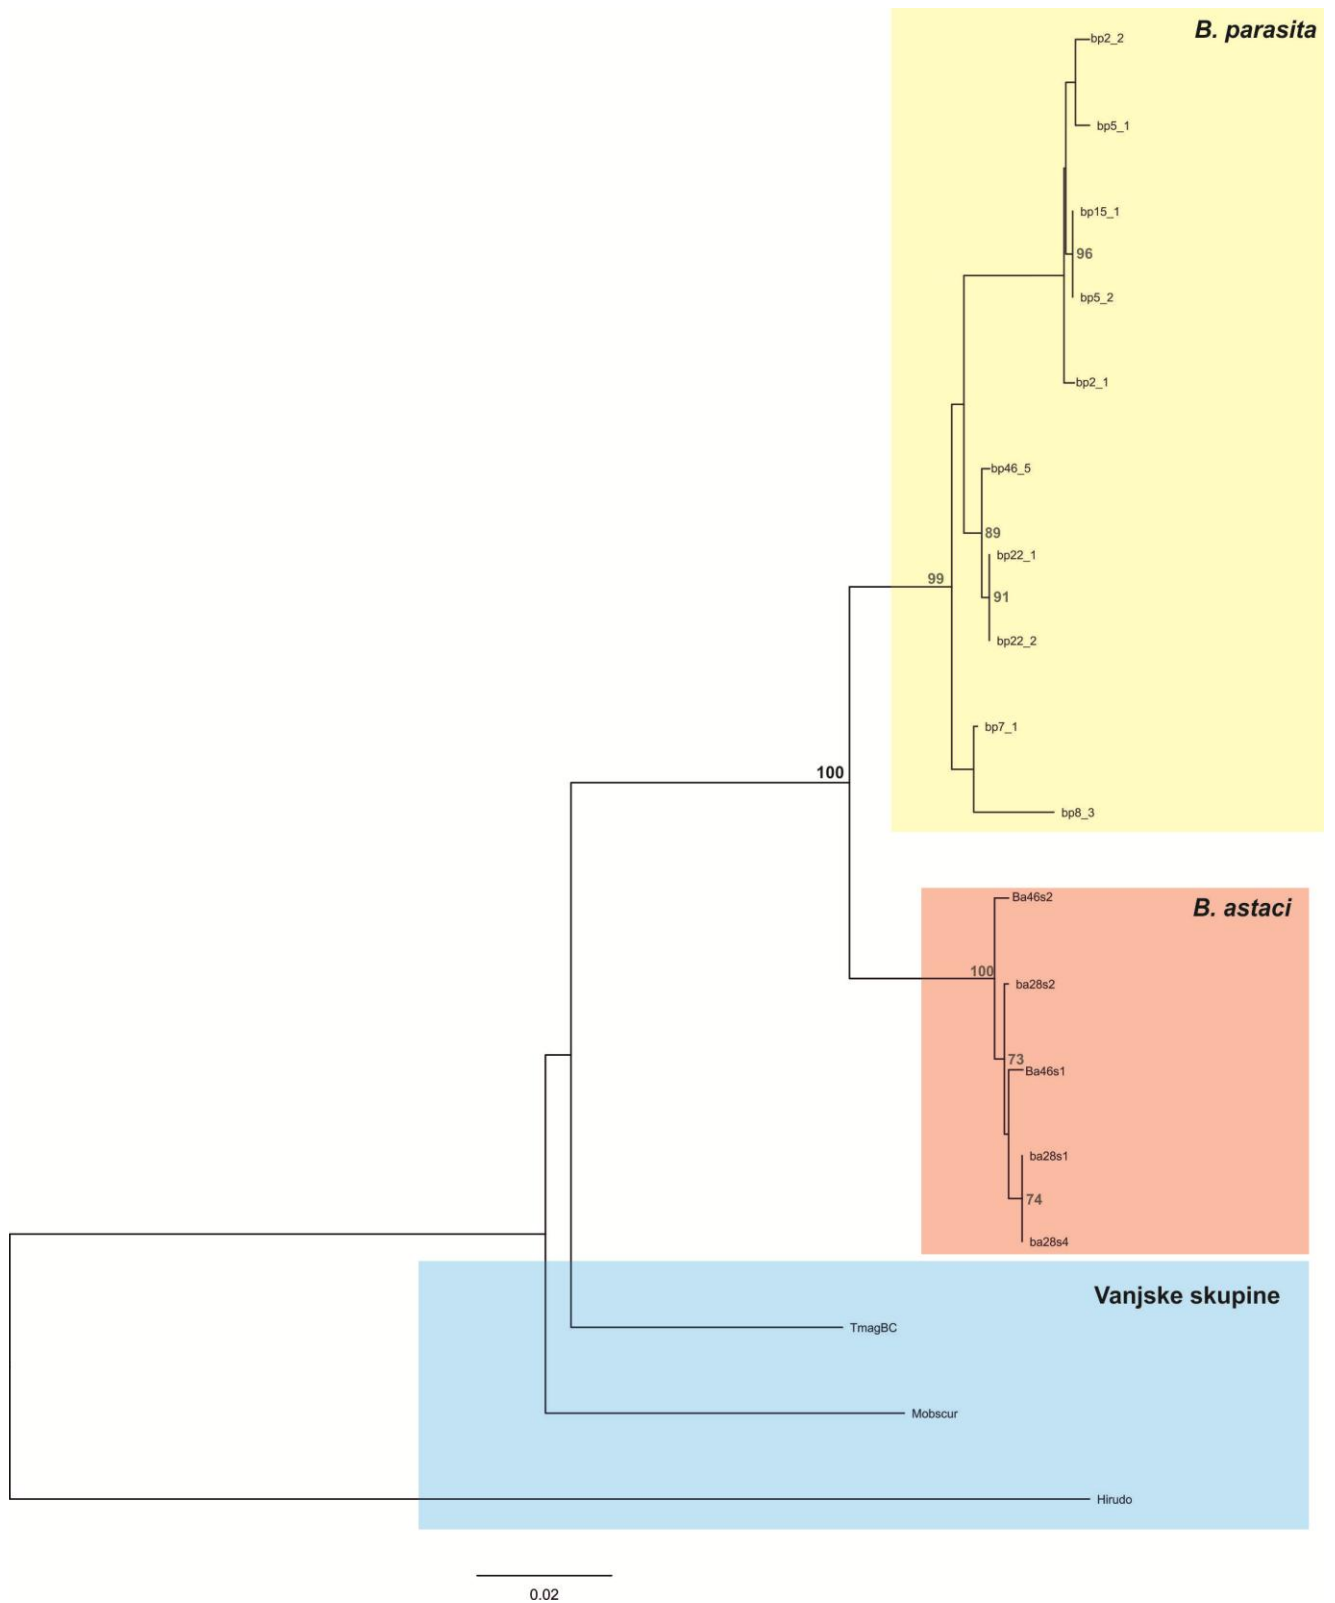 B. parasita
bp2_2
bp5_1
bp15_1
96
bp5_2
bp2_1
bp46_5
89
bp22_1
99
91
bp22_2
bp7_1
100
bp8_3
Ba46s2
B. astaci
100
ba28s2
73
Ba46s1
ba28s1
74
ba28s4
Vanjske skupine
TmagBC
Mobscur
Hirudo
0.02